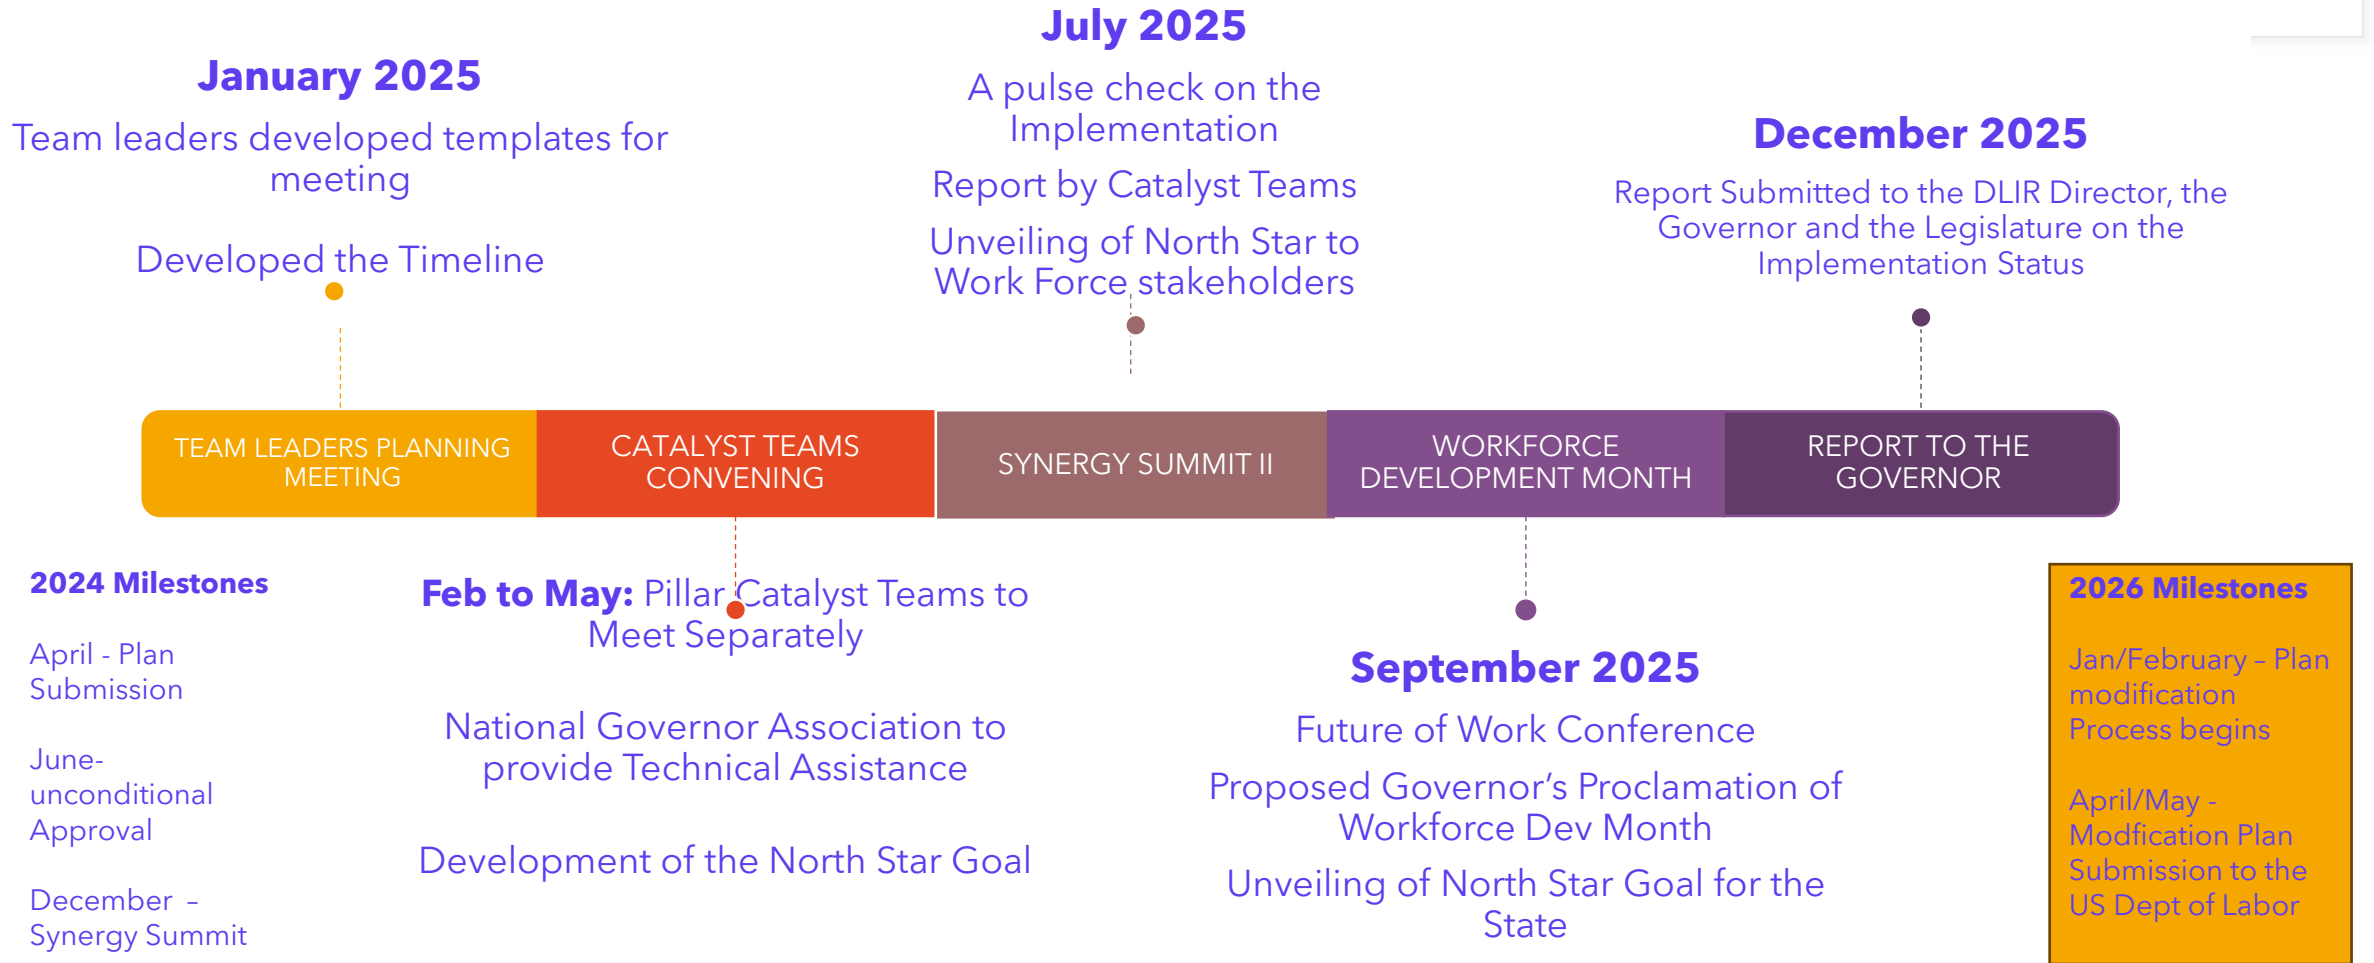 January 2025
Team leaders developed templates for
meeting
Developed the Timeline
July 2025
A pulse check on the
Implementation
Report by Catalyst Teams
Unveiling of North Star to
Work Force stakeholders
December 2025
Report Submitted to the DLIR Director, the
Governor and the Legislature on the
Implementation Status
TEAM LEADERS PLANNING
MEETING
CATALYST TEAMS
CONVENING
SYNERGY SUMMIT II
WORKFORCE
DEVELOPMENT MONTH
REPORT TO THE
GOVERNOR
2024 Milestones
April - Plan
Submission
June-
unconditional
Approval
December –
Synergy Summit
Feb to May: Pillar Catalyst Teams to
Meet Separately
National Governor Association to
provide Technical Assistance
Development of the North Star Goal
September 2025
Future of Work Conference
Proposed Governor’s Proclamation of
Workforce Dev Month
Unveiling of North Star Goal for the
State
2026 Milestones
Jan/February – Plan
modification
Process begins
April/May -
Modfication Plan
Submission to the
US Dept of Labor